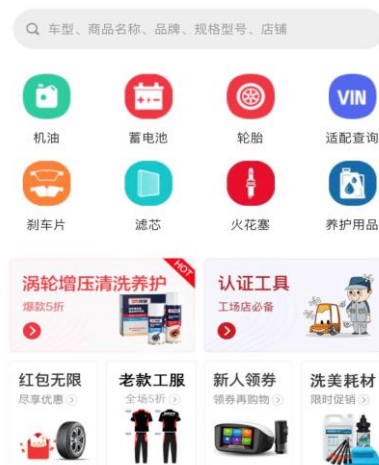 车型、商品名称、品牌、规格型号、店铺
VIN
机油
蓄电池
轮胎
适配查询
刹车片
滤芯
火花塞
养护用品
HOT
涡轮增压清洗养护
爆款5折
认证工具
工场店必备
红包无限
尽享优惠
老款工服
全场5折
新人领券
领券再购物
洗美耗材
限时促销